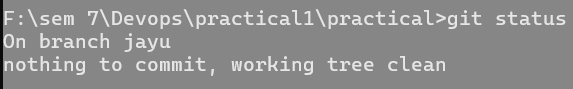 F:\sem 7\Devops\practical1\practical>git status
On branch jayu
nothing to commit, working tree clean